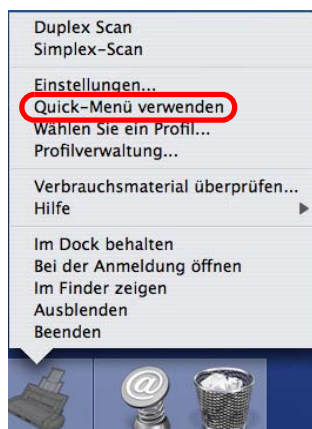 Duplex Scan
Simplex-Scan
Einstellungen...
Quick-Menü verwenden
Wählen Sie ein Profil...
Profilverwaltung...
Verbrauchsmaterial überprüfen...
Hilfe
Im Dock behalten
Bei der Anmeldung öffnen
Im Finder zeigen
Ausblenden
Beenden